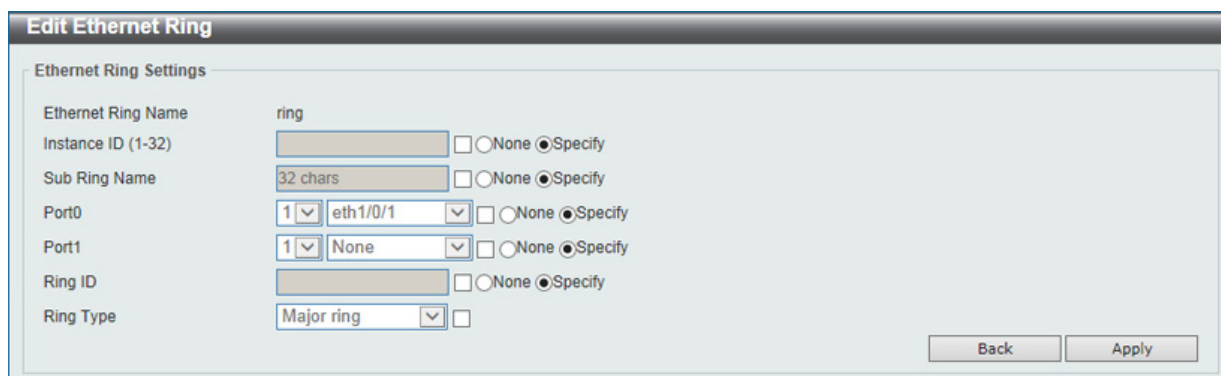 Edit Ethernet Ring
Ethernet Ring Settings
Ethernet Ring Name ring
Instance ID (1-32) None Specify
Sub Ring Name 32 chars None Specify
Port0 1 eth1/0/1 None Specify
Port1 1 None None Specify
Ring ID None Specify
Ring Type Major ring
Back Apply